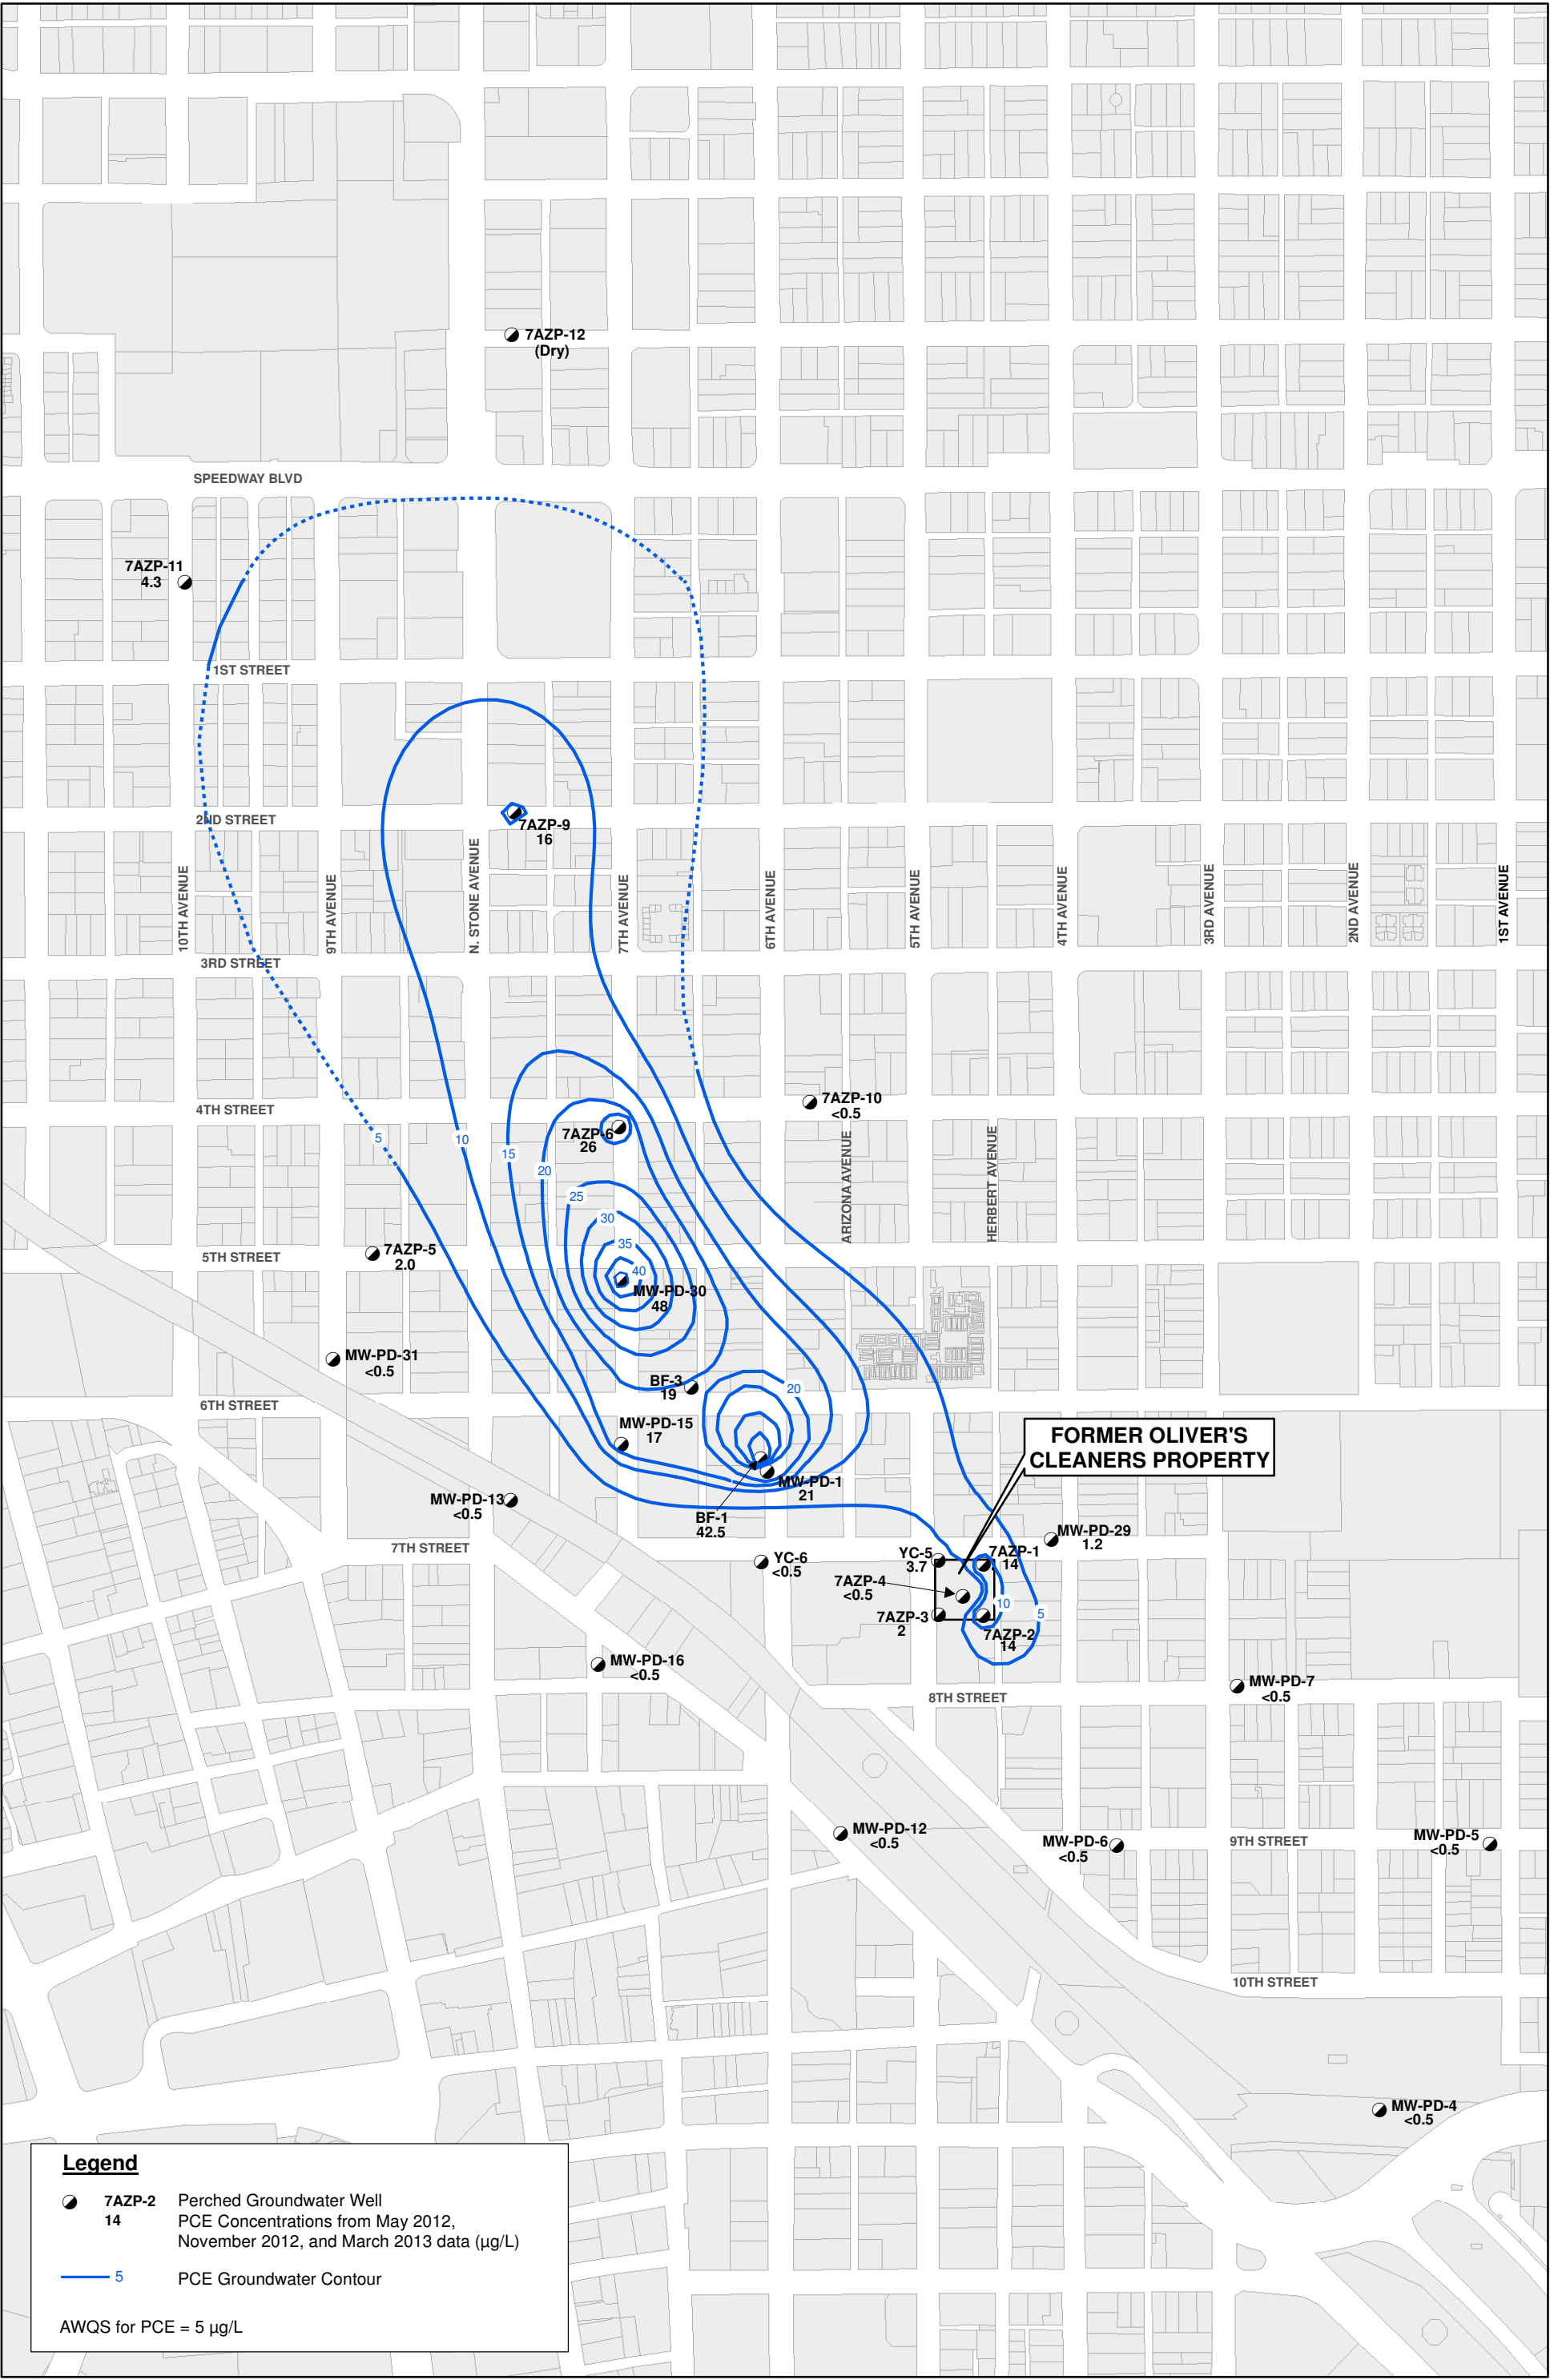 7AZP-12
(Dry)
SPEEDWAY BLVD
7AZP-11
4.3
1ST STREET
7AZP-9
16
2ND STREET
10TH AVENUE
9TH AVENUE
N. STONE AVENUE
7TH AVENUE
6TH AVENUE
5TH AVENUE
4TH AVENUE
3RD AVENUE
2ND AVENUE
1ST AVENUE
3RD STREET
7AZP-10
<0.5
4TH STREET
7AZP-6
26
5
10
15
20
25
30
35
40
ARIZONA AVENUE
HERBERT AVENUE
7AZP-5
2.0
5TH STREET
MW-PD-30
48
MW-PD-31
<0.5
BF-3
19
20
6TH STREET
MW-PD-15
17
FORMER OLIVER'S
CLEANERS PROPERTY
MW-PD-1
21
MW-PD-13
<0.5
BF-1
42.5
MW-PD-29
1.2
7TH STREET
YC-6
<0.5
YC-5
3.7
7AZP-1
14
7AZP-4
<0.5
10
5
7AZP-3
2
7AZP-2
14
MW-PD-16
<0.5
MW-PD-7
<0.5
8TH STREET
MW-PD-12
<0.5
MW-PD-6
<0.5
9TH STREET
MW-PD-5
<0.5
10TH STREET
MW-PD-4
<0.5
Legend
7AZP-2 Perched Groundwater Well
14 PCE Concentrations from May 2012,
November 2012, and March 2013 data (µg/L)
5 PCE Groundwater Contour
AWQS for PCE = 5 µg/L